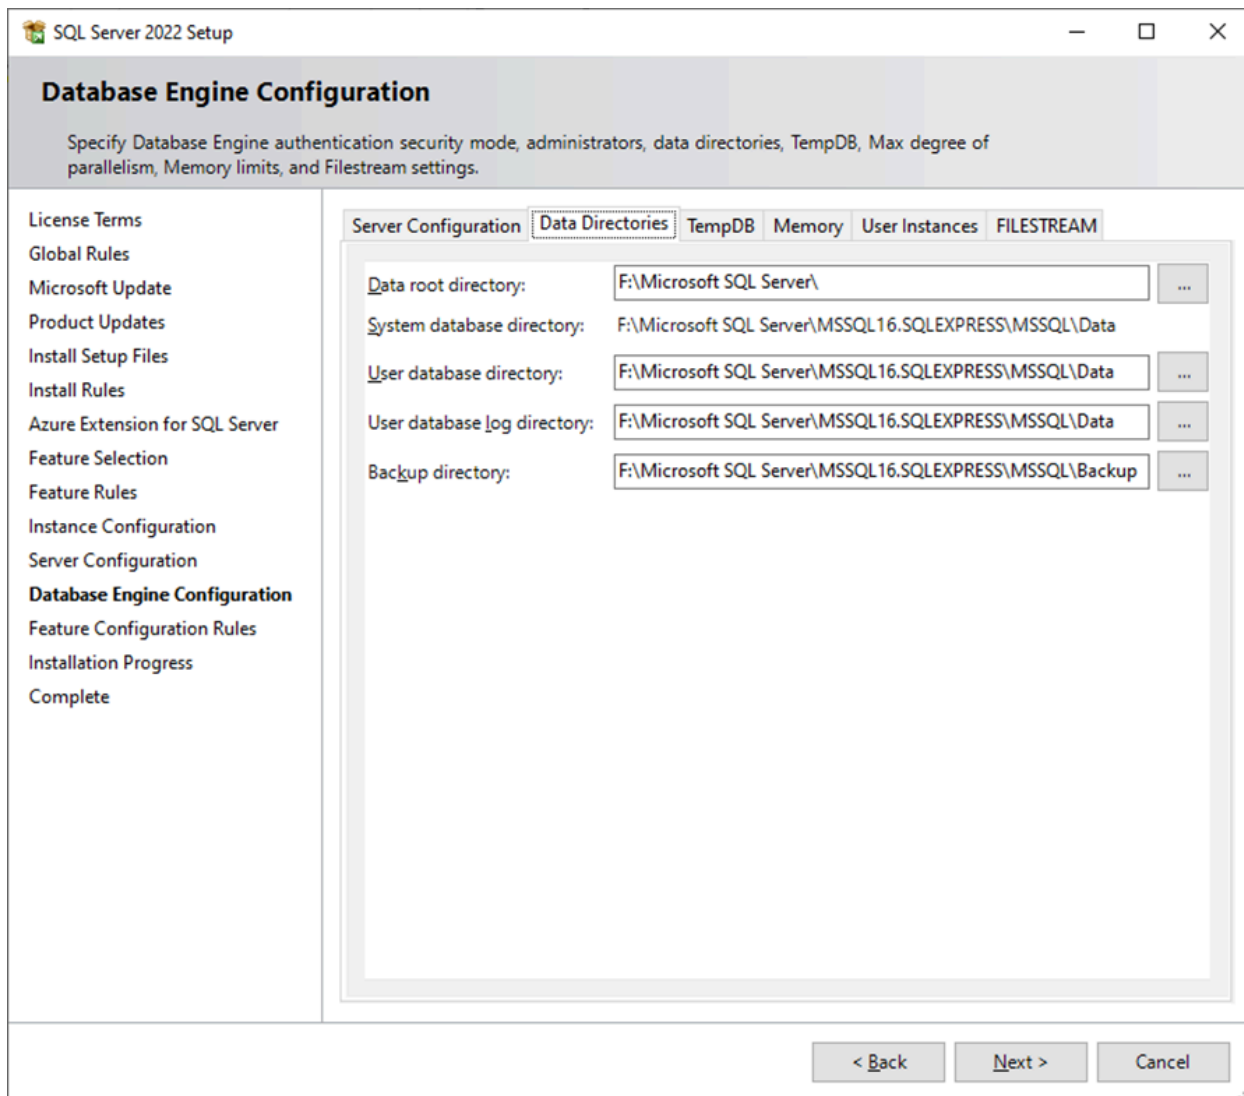 SQL Server 2022 Setup
Database Engine Configuration
Specify Database Engine authentication security mode, administrators, data directories, TempDB, Max degree of
parallelism, Memory limits, and Filestream settings.
License Terms
Global Rules
Microsoft Update
Product Updates
Install Setup Files
Install Rules
Azure Extension for SQL Server
Feature Selection
Feature Rules
Instance Configuration
Server Configuration
Database Engine Configuration
Feature Configuration Rules
Installation Progress
Complete
Server Configuration Data Directories TempDB Memory User Instances FILESTREAM
Data root directory: F:\Microsoft SQL Server\ ...
System database directory: F:\Microsoft SQL Server\MSSQL16.SQLEXPRESS\MSSQL\Data
User database directory: F:\Microsoft SQL Server\MSSQL16.SQLEXPRESS\MSSQL\Data ...
User database log directory: F:\Microsoft SQL Server\MSSQL16.SQLEXPRESS\MSSQL\Data ...
Backup directory: F:\Microsoft SQL Server\MSSQL16.SQLEXPRESS\MSSQL\Backup ...
< Back Next > Cancel